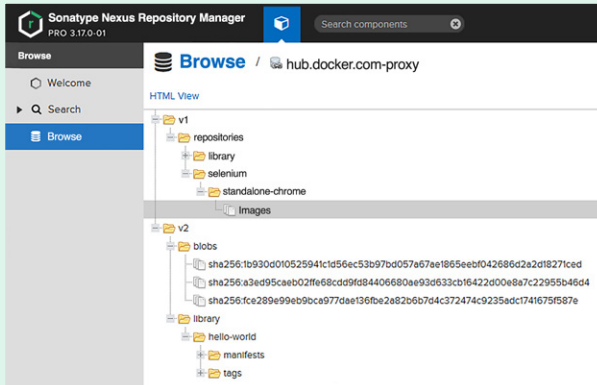 Sonatype Nexus Repository Manager
PRO 3.17.0-01
Search components
Browse
Welcome
Search
Browse
Browse / hub.docker.com-proxy
HTML View
v1
repositories
library
selenium
standalone-chrome
Images
v2
blobs
sha256:1b930d010525941c1d56ec53b97bd057a67ae1865eebf042686d2a2d18271ced
sha256:a3ed95caeb02ffe68cdd9fd84406680ae93d633cb16422d00e8a7c22955b46d4
sha256:fce289e99eb9bca977dae136fbe2a82b6b7d4c372474c9235adc1741675f587e
library
hello-world
manifests
tags